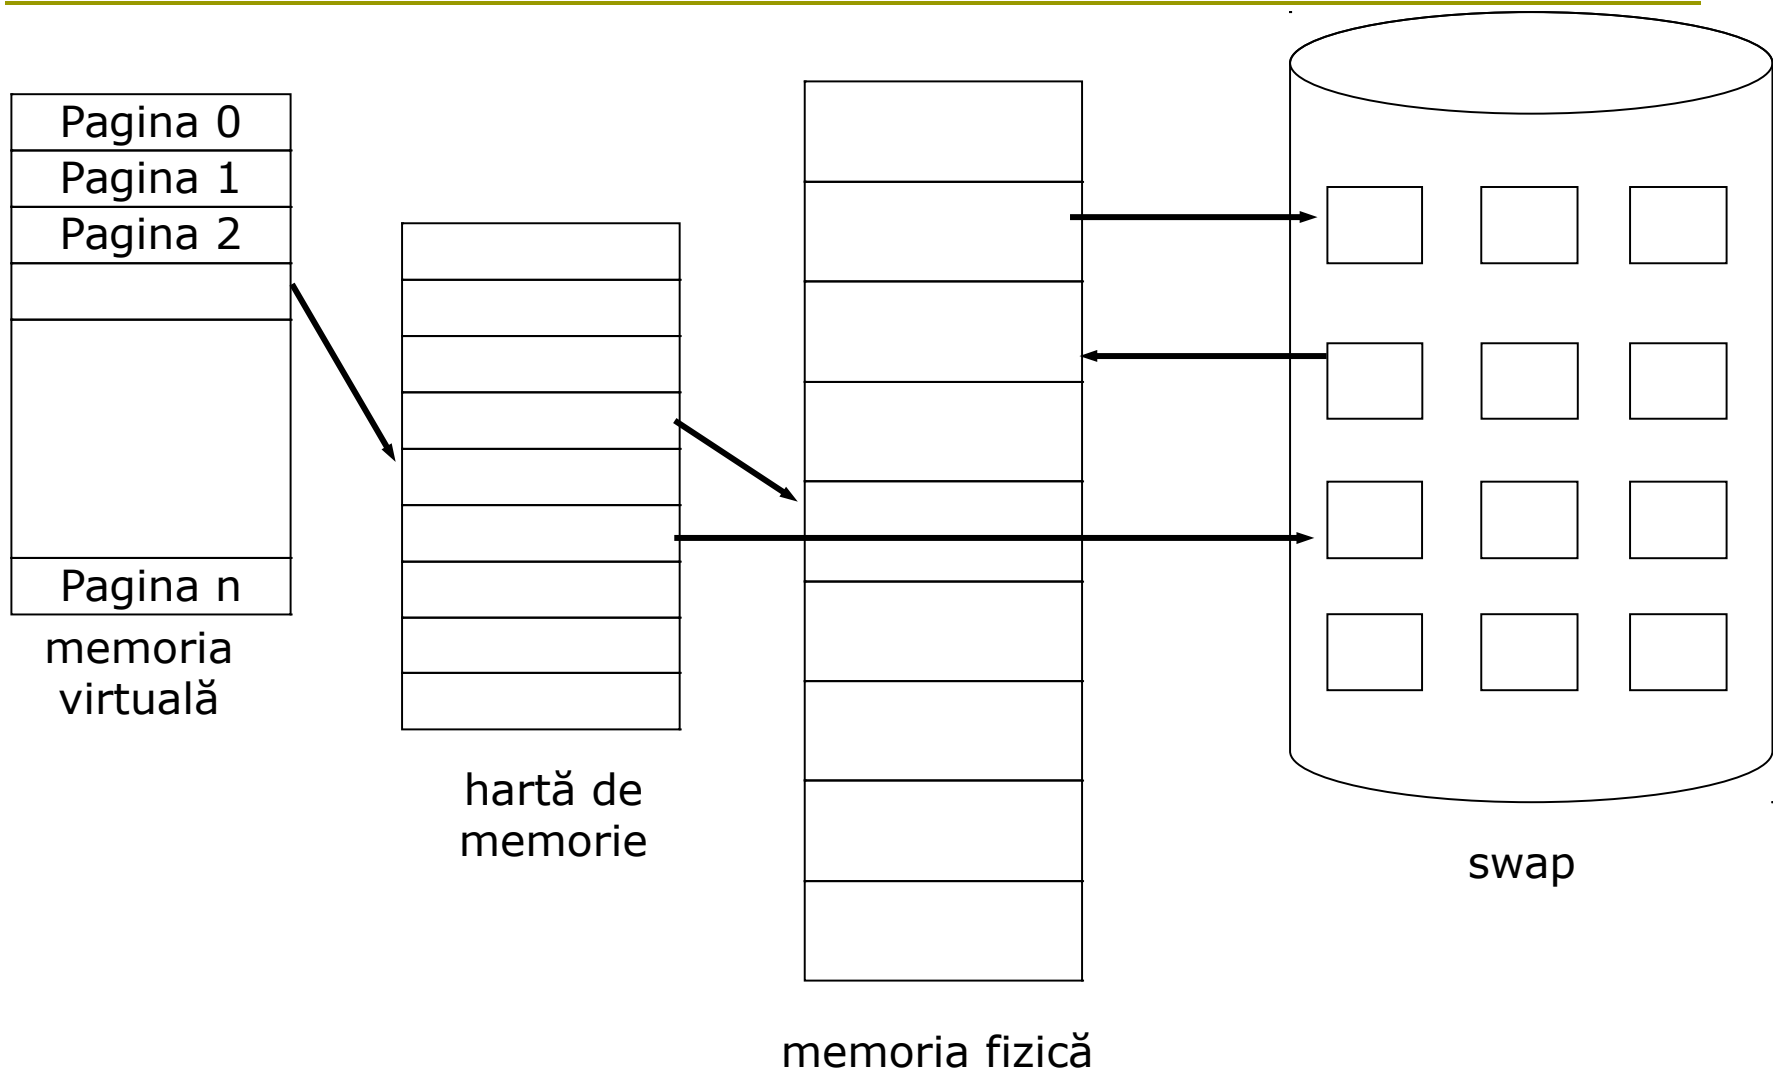 Pagina 0
Pagina 1
Pagina 2
Pagina n
memoria
virtuală
hartă de
memorie
memoria fizică
swap